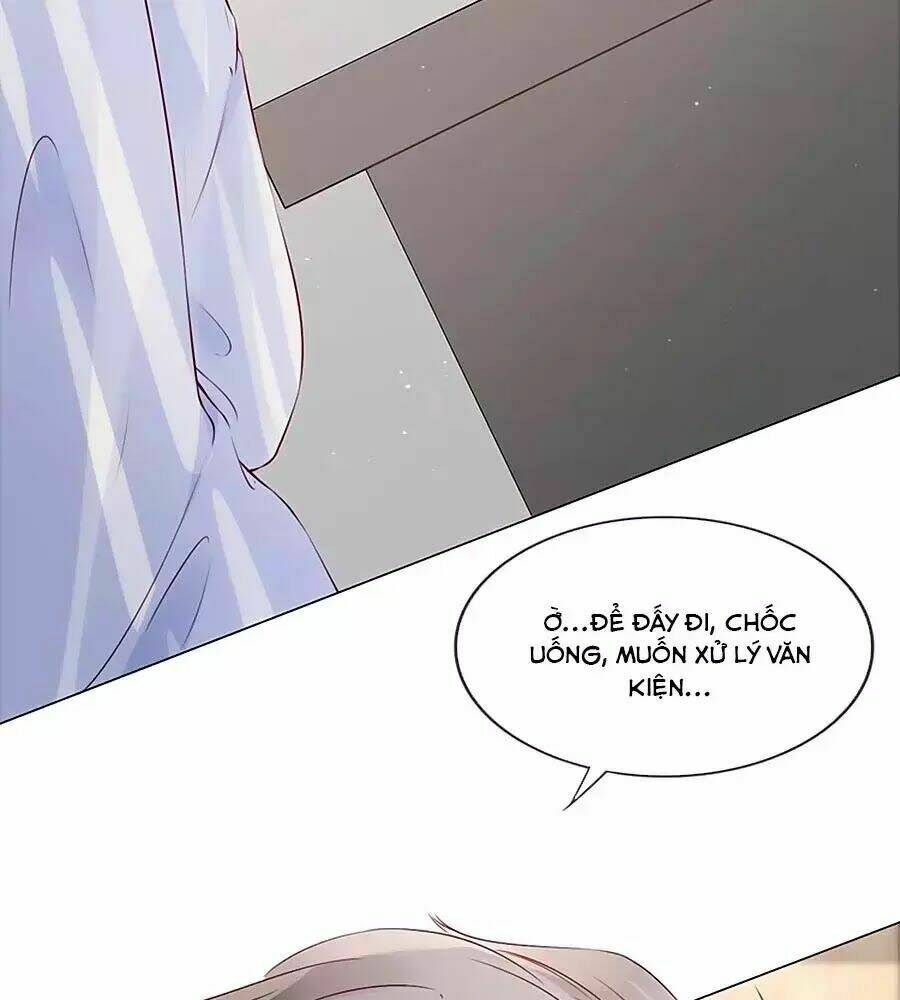 Ờ...ĐỂ ĐẤY ĐI, CHỐC
UỐNG, MUỐN XỬ LÝ VĂN
KIỆN...